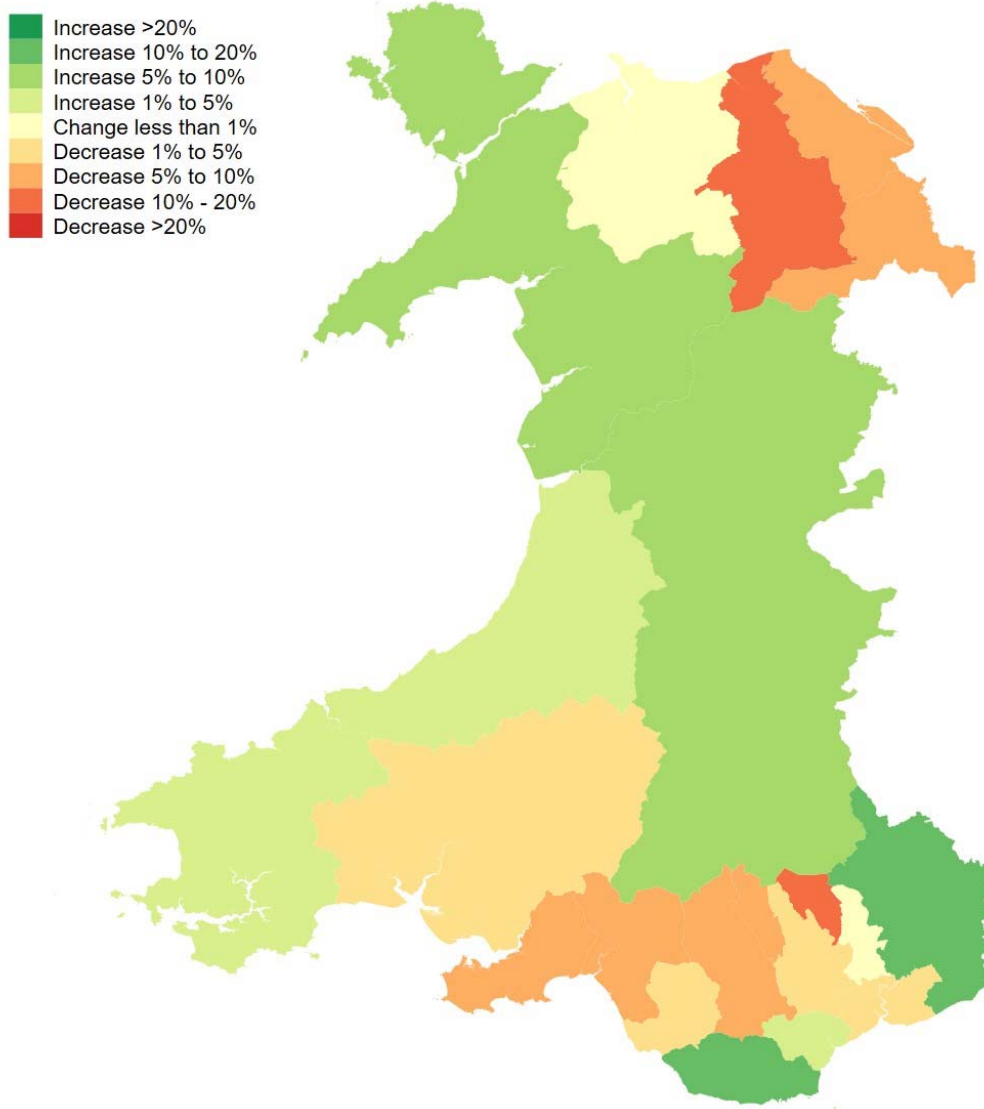 Increase >20%
Increase 10% to 20%
Increase 5% to 10%
Increase 1% to 5%
Change less than 1%
Decrease 1% to 5%
Decrease 5% to 10%
Decrease 10% - 20%
Decrease >20%